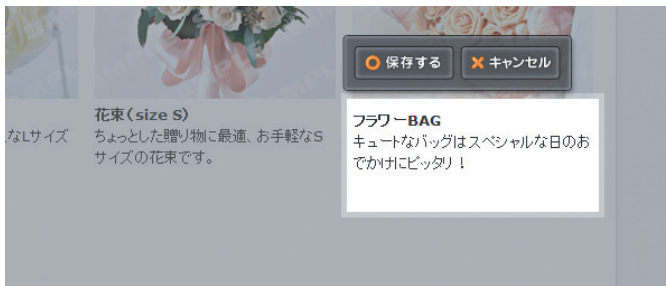 保存する
キャンセル
なLサイズ
花束(size S)
ちょっとした贈り物に最適、お手軽なS
サイズの花束です。
フラワーBAG
キュートなバッグはスペシャルな日のお
でかけにピッタリ！